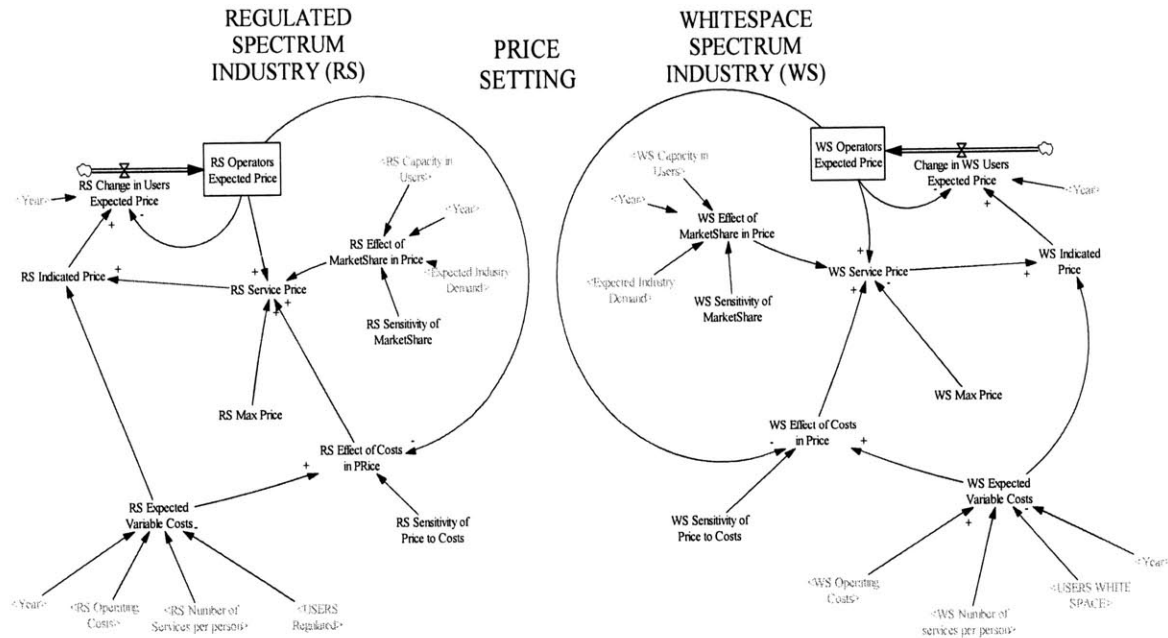 REGULATED
SPECTRUM
INDUSTRY (RS)
PRICE
SETTING
WHITESPACE
SPECTRUM
INDUSTRY (WS)
RS Operators
Expected Price
RS Change in Users
Expected Price
<Year>
<RS Capacity in
Users>
<Year>
RS Effect of
MarketShare in Price
<Expected Industry
Demand>
RS Indicated Price
RS Service Price
RS Sensitivity of
MarketShare
RS Max Price
RS Effect of Costs
in PRice
RS Expected
Variable Costs
RS Sensitivity of
Price to Costs
<Year>
<RS Operating
Costs>
<RS Number of
Services per person>
<USERS
Regulated>
WS Operators
Expected Price
Change in WS Users
Expected Price
<Year>
<WS Capacity in
Users>
<Year>
WS Effect of
MarketShare in Price
<Expected Industry
Demand>
WS Sensitivity of
MarketShare
WS Service Price
WS Indicated
Price
WS Max Price
WS Effect of Costs
in Price
WS Expected
Variable Costs
WS Sensitivity of
Price to Costs
<WS Operating
Costs>
<WS Number of
services per person>
<USERS WHITE
SPACE>
<Year>